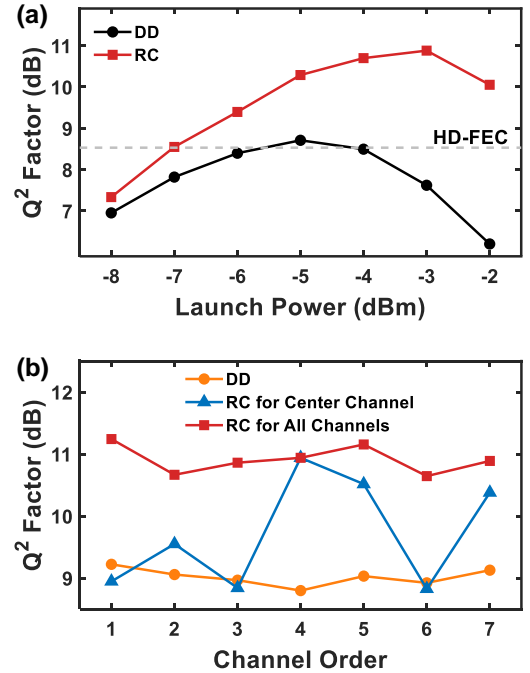 (a)
DD
RC
HD-FEC
Q² Factor (dB)
11
10
9
8
7
-8 -7 -6 -5 -4 -3 -2
Launch Power (dBm)
(b)
DD
RC for Center Channel
RC for All Channels
Q² Factor (dB)
12
11
10
9
1 2 3 4 5 6 7
Channel Order